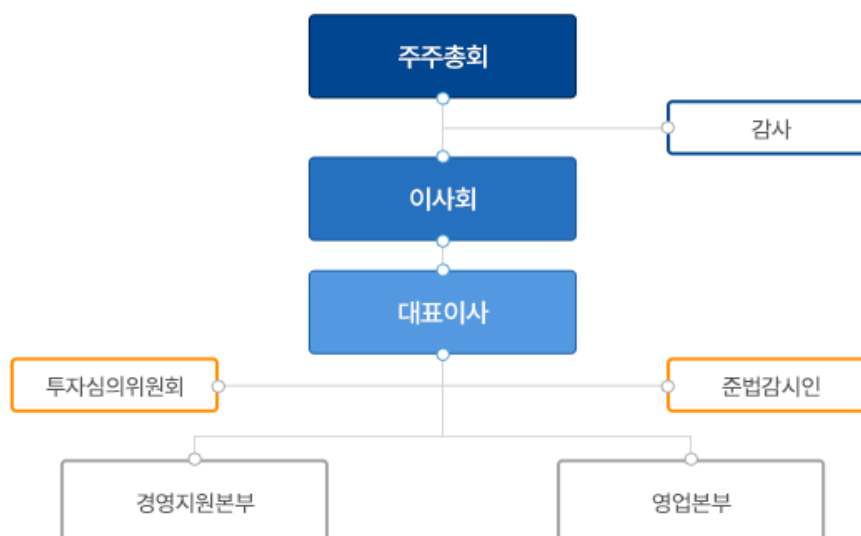 주주총회
감사
이사회
대표이사
투자심의위원회
준법감시인
경영지원본부
영업본부